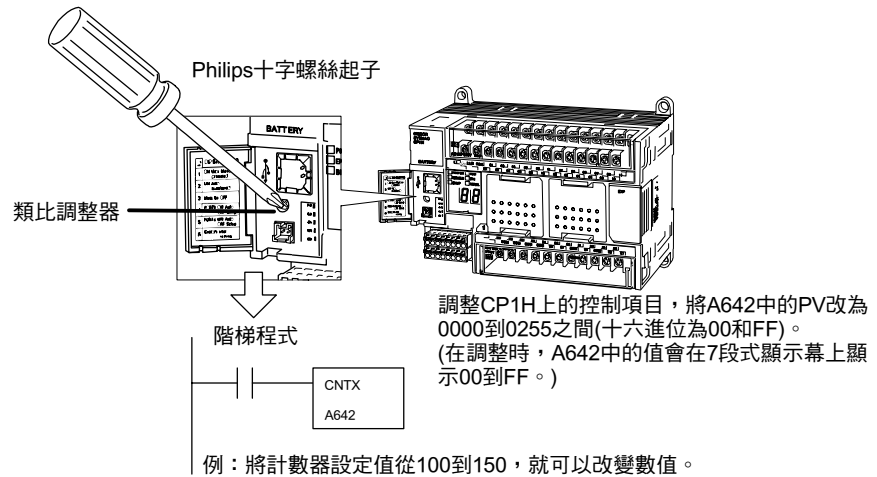 Philips十字螺絲起子
BATTERY
BATTERY
類比調整器
調整CP1H上的控制項目，將A642中的PV改為
0000到0255之間(十六進位為00和FF)。
(在調整時，A642中的值會在7段式顯示幕上顯
示00到FF。)
階梯程式
CNTX
A642
例：將計數器設定值從100到150，就可以改變數值。